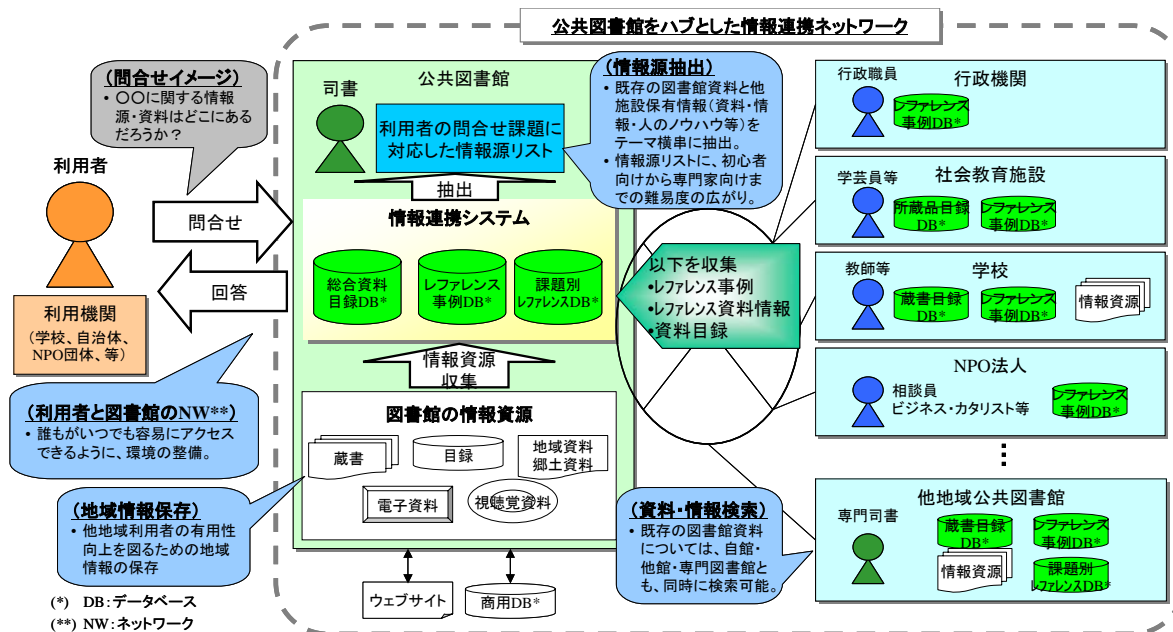 公共図書館をハブとした情報連携ネットワーク
(問合せイメージ)
• 〇〇に関する情報
源・資料はどこにある
だろうか？
利用者
利用機関
(学校、自治体、
NPO団体、等)
問合せ
回答
公共図書館
司書
利用者の問合せ課題に
対応した情報源リスト
抽出
情報連携システム
総合資料
目録DB*
レファレンス
事例DB*
課題別
レファレンスDB*
情報資源
収集
図書館の情報資源
蔵書
目録
地域資料
郷土資料
電子資料
視聴覚資料
ウェブサイト
商用DB*
(情報源抽出)
• 既存の図書館資料と他
施設保有情報(資料・情
報・人のノウハウ等)を
テーマ横串に抽出。
• 情報源リストに、初心者
向けから専門家向けま
での難易度の広がり。
以下を収集
•レファレンス事例
•レファレンス資料情報
•資料目録
(資料・情報検索)
• 既存の図書館資料
については、自館・
他館・専門図書館と
も、同時に検索可能。
行政機関
行政職員
レファレンス
事例DB*
社会教育施設
学芸員等
所蔵品目録
DB*
レファレンス
事例DB*
学校
教師等
蔵書目録
DB*
レファレンス
事例DB*
情報資源
NPO法人
相談員
ビジネス・カタリスト等
レファレンス
事例DB*
⋮
他地域公共図書館
専門司書
蔵書目録
DB*
レファレンス
事例DB*
情報資源
課題別
レファレンスDB*
(利用者と図書館のNW**)
• 誰もがいつでも容易にアクセス
できるように、環境の整備。
(地域情報保存)
• 他地域利用者の有用性
向上を図るための地域
情報の保存
(*) DB：データベース
(**) NW：ネットワーク